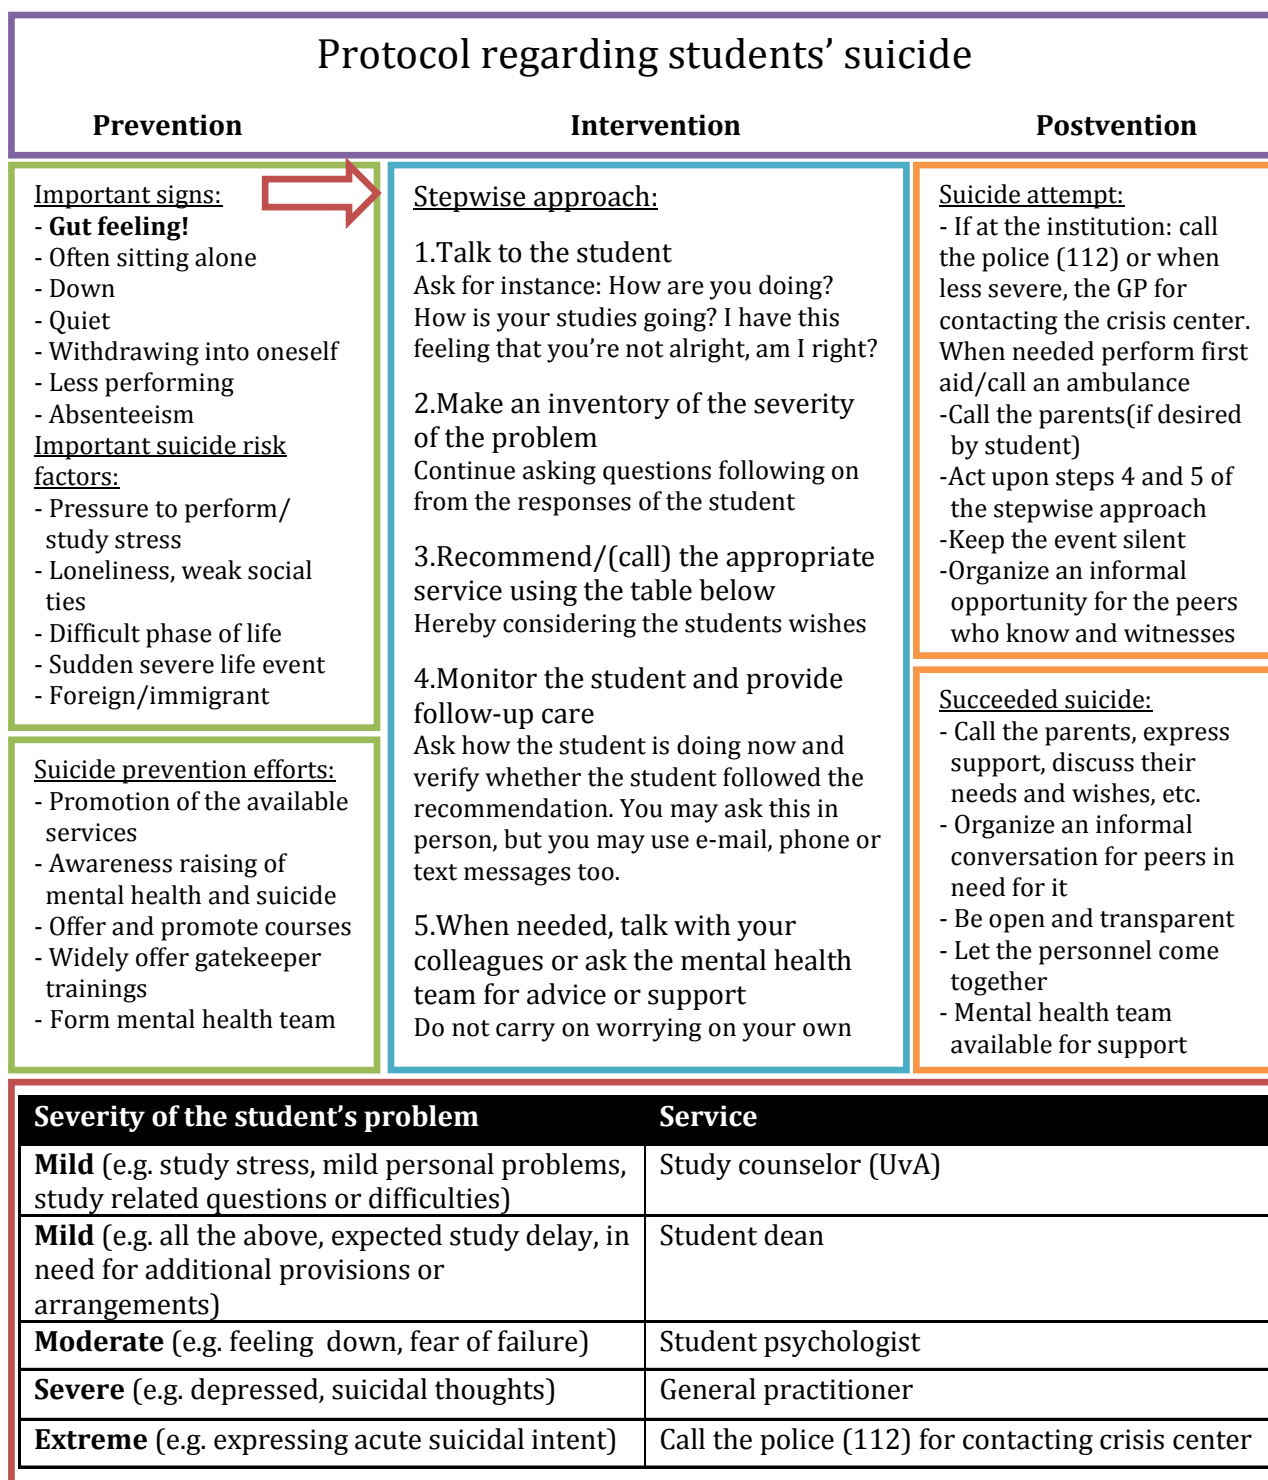 Protocol regarding students’ suicide
Prevention
Intervention
Postvention
Important signs:
- Gut feeling!
- Often sitting alone
- Down
- Quiet
- Withdrawing into oneself
- Less performing
- Absenteeism
Important suicide risk
factors:
- Pressure to perform/
study stress
- Loneliness, weak social
ties
- Difficult phase of life
- Sudden severe life event
- Foreign/immigrant
Suicide prevention efforts:
- Promotion of the available
services
- Awareness raising of
mental health and suicide
- Offer and promote courses
- Widely offer gatekeeper
trainings
- Form mental health team
Stepwise approach:
1.Talk to the student
Ask for instance: How are you doing?
How is your studies going? I have this
feeling that you’re not alright, am I right?
2.Make an inventory of the severity
of the problem
Continue asking questions following on
from the responses of the student
3.Recommend/(call) the appropriate
service using the table below
Hereby considering the students wishes
4.Monitor the student and provide
follow-up care
Ask how the student is doing now and
verify whether the student followed the
recommendation. You may ask this in
person, but you may use e-mail, phone or
text messages too.
5.When needed, talk with your
colleagues or ask the mental health
team for advice or support
Do not carry on worrying on your own
Suicide attempt:
- If at the institution: call
the police (112) or when
less severe, the GP for
contacting the crisis center.
When needed perform first
aid/call an ambulance
-Call the parents(if desired
by student)
-Act upon steps 4 and 5 of
the stepwise approach
-Keep the event silent
-Organize an informal
opportunity for the peers
who know and witnesses
Succeeded suicide:
- Call the parents, express
support, discuss their
needs and wishes, etc.
- Organize an informal
conversation for peers in
need for it
- Be open and transparent
- Let the personnel come
together
- Mental health team
available for support
Severity of the student’s problem
Service
Mild (e.g. study stress, mild personal problems,
study related questions or difficulties)
Study counselor (UvA)
Mild (e.g. all the above, expected study delay, in
need for additional provisions or
arrangements)
Student dean
Moderate (e.g. feeling down, fear of failure)
Student psychologist
Severe (e.g. depressed, suicidal thoughts)
General practitioner
Extreme (e.g. expressing acute suicidal intent)
Call the police (112) for contacting crisis center